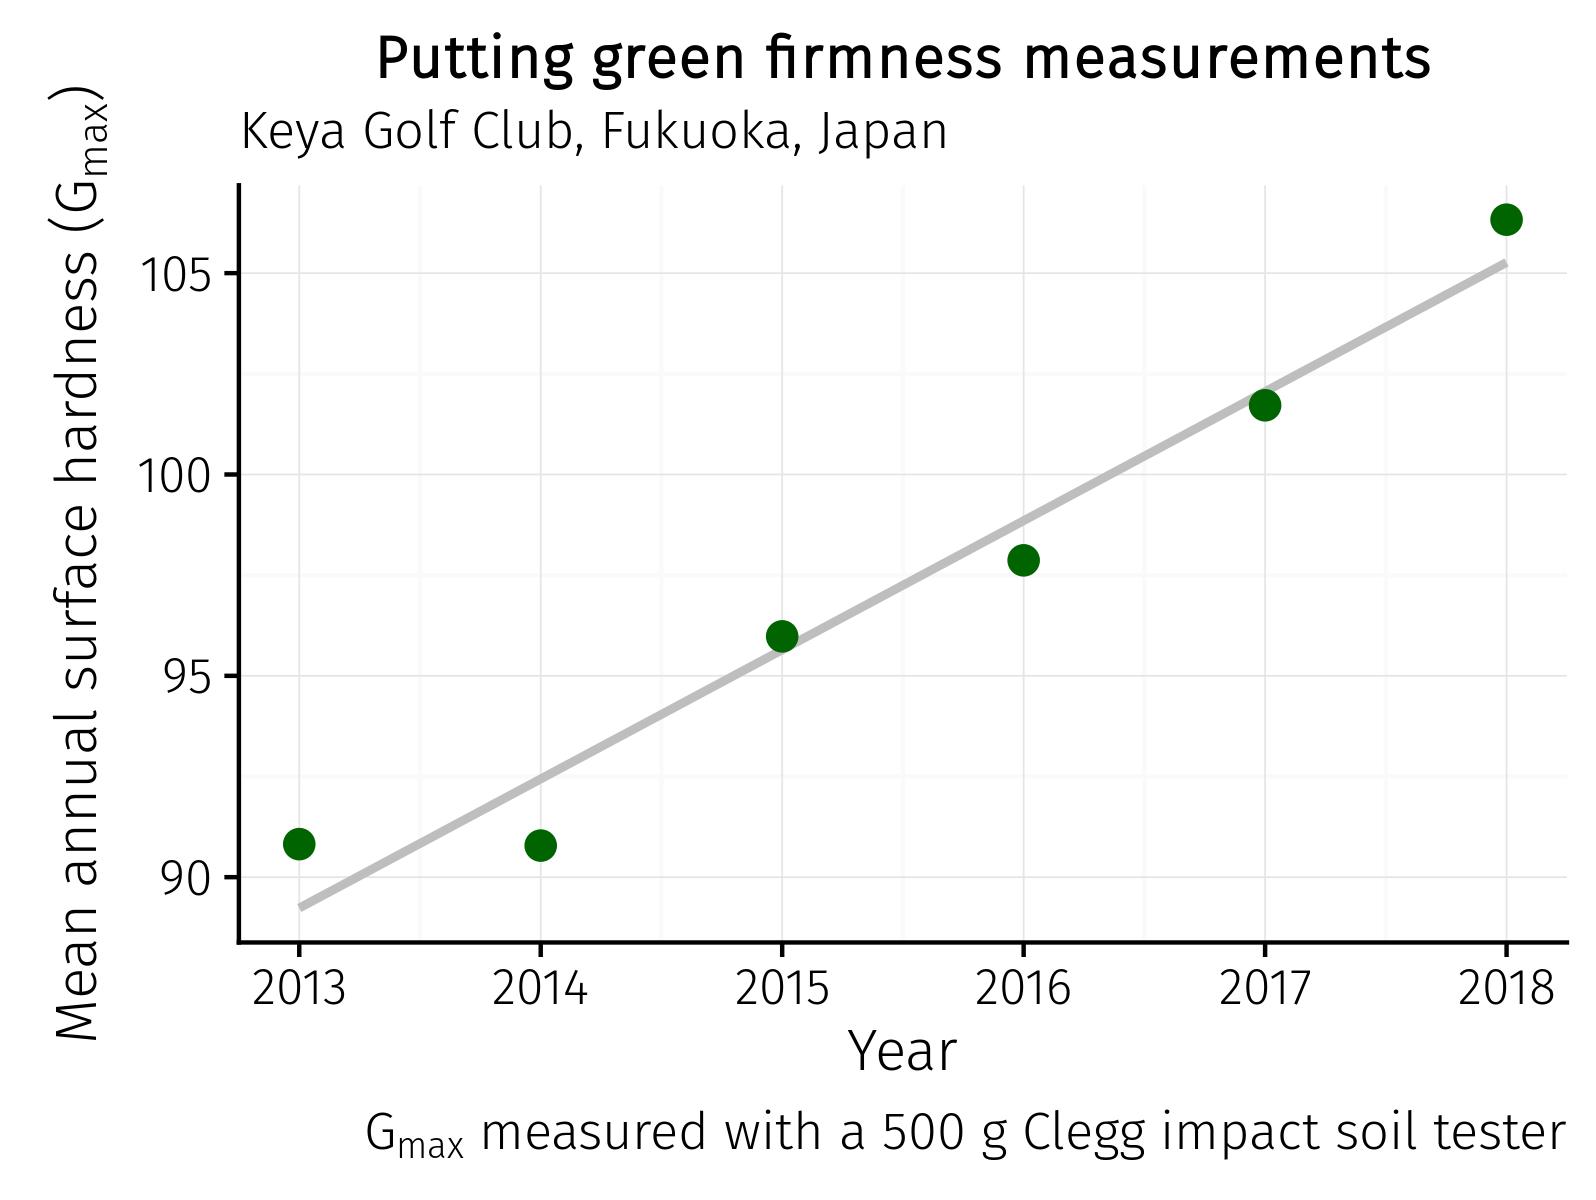 Putting green firmness measurements
Keya Golf Club, Fukuoka, Japan
Mean annual surface hardness (Gmax)
105
100
95
90
2013 2014 2015 2016 2017 2018
Year
Gmax measured with a 500 g Clegg impact soil tester